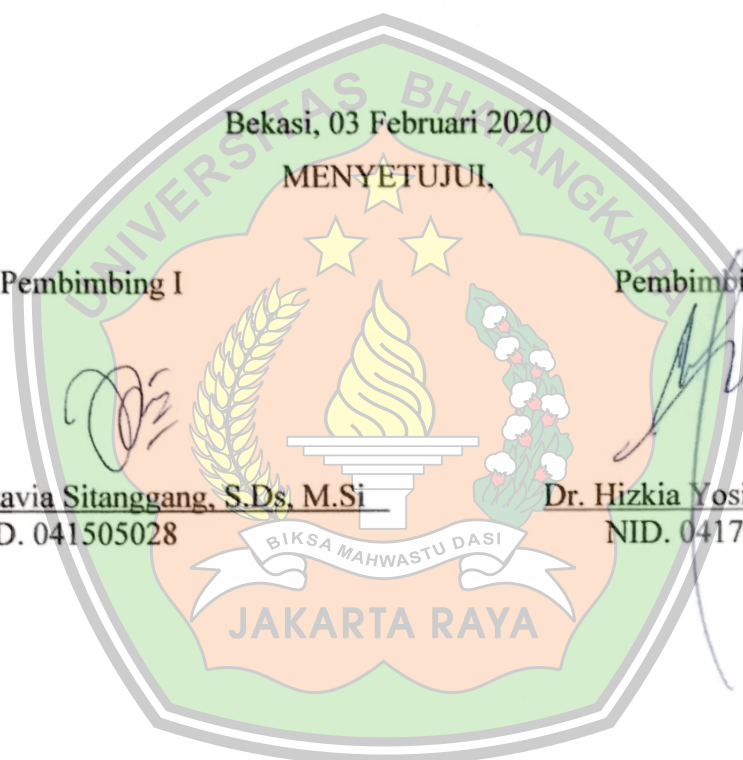 UNIVERSITAS BHAYANGKARA
Bekasi, 03 Februari 2020
MENYETUJUI,
Pembimbing I
Pembimbi
avia Sitanggang, S.Ds, M.Si
Dr. Hizkia Yosi
D. 041505028
NID. 0417
BIKSA MAHWASTU DASI
JAKARTA RAYA